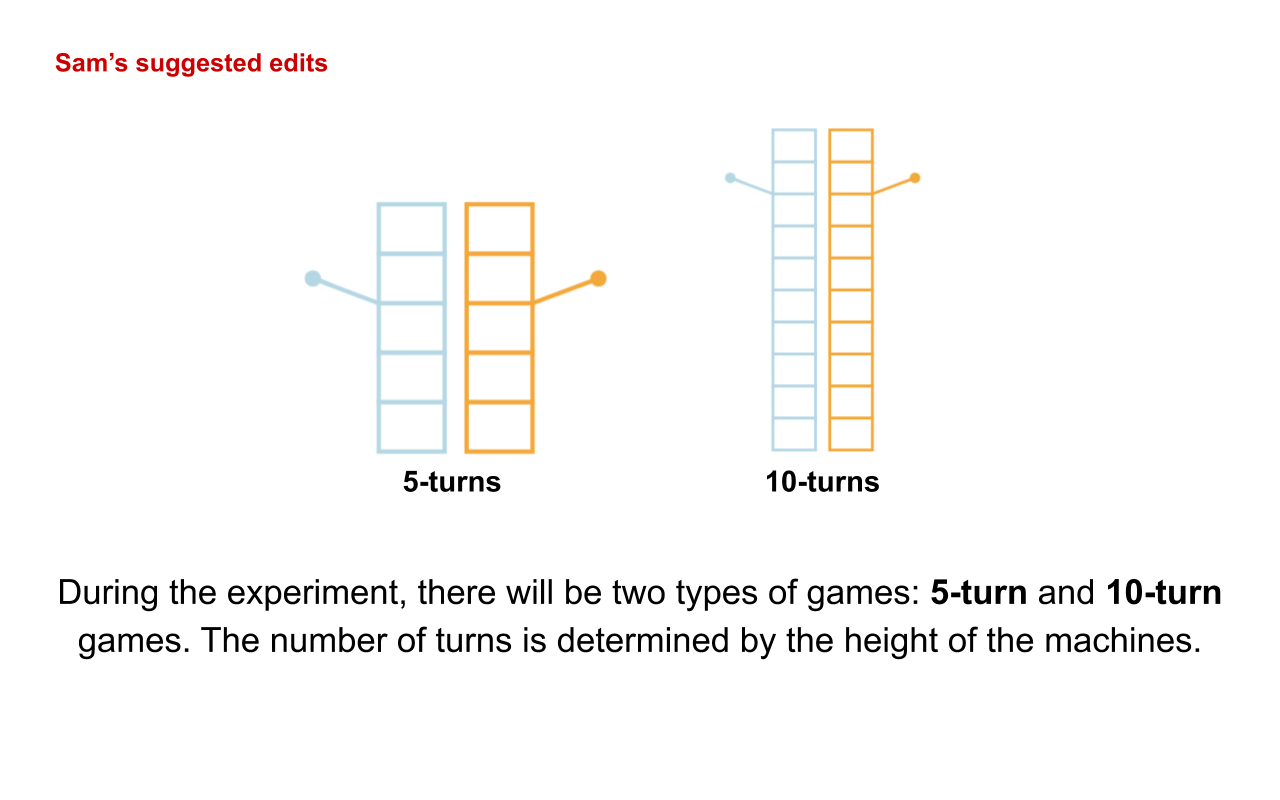 Sam’s suggested edits
5-turns
10-turns
During the experiment, there will be two types of games: 5-turn and 10-turn
games. The number of turns is determined by the height of the machines.